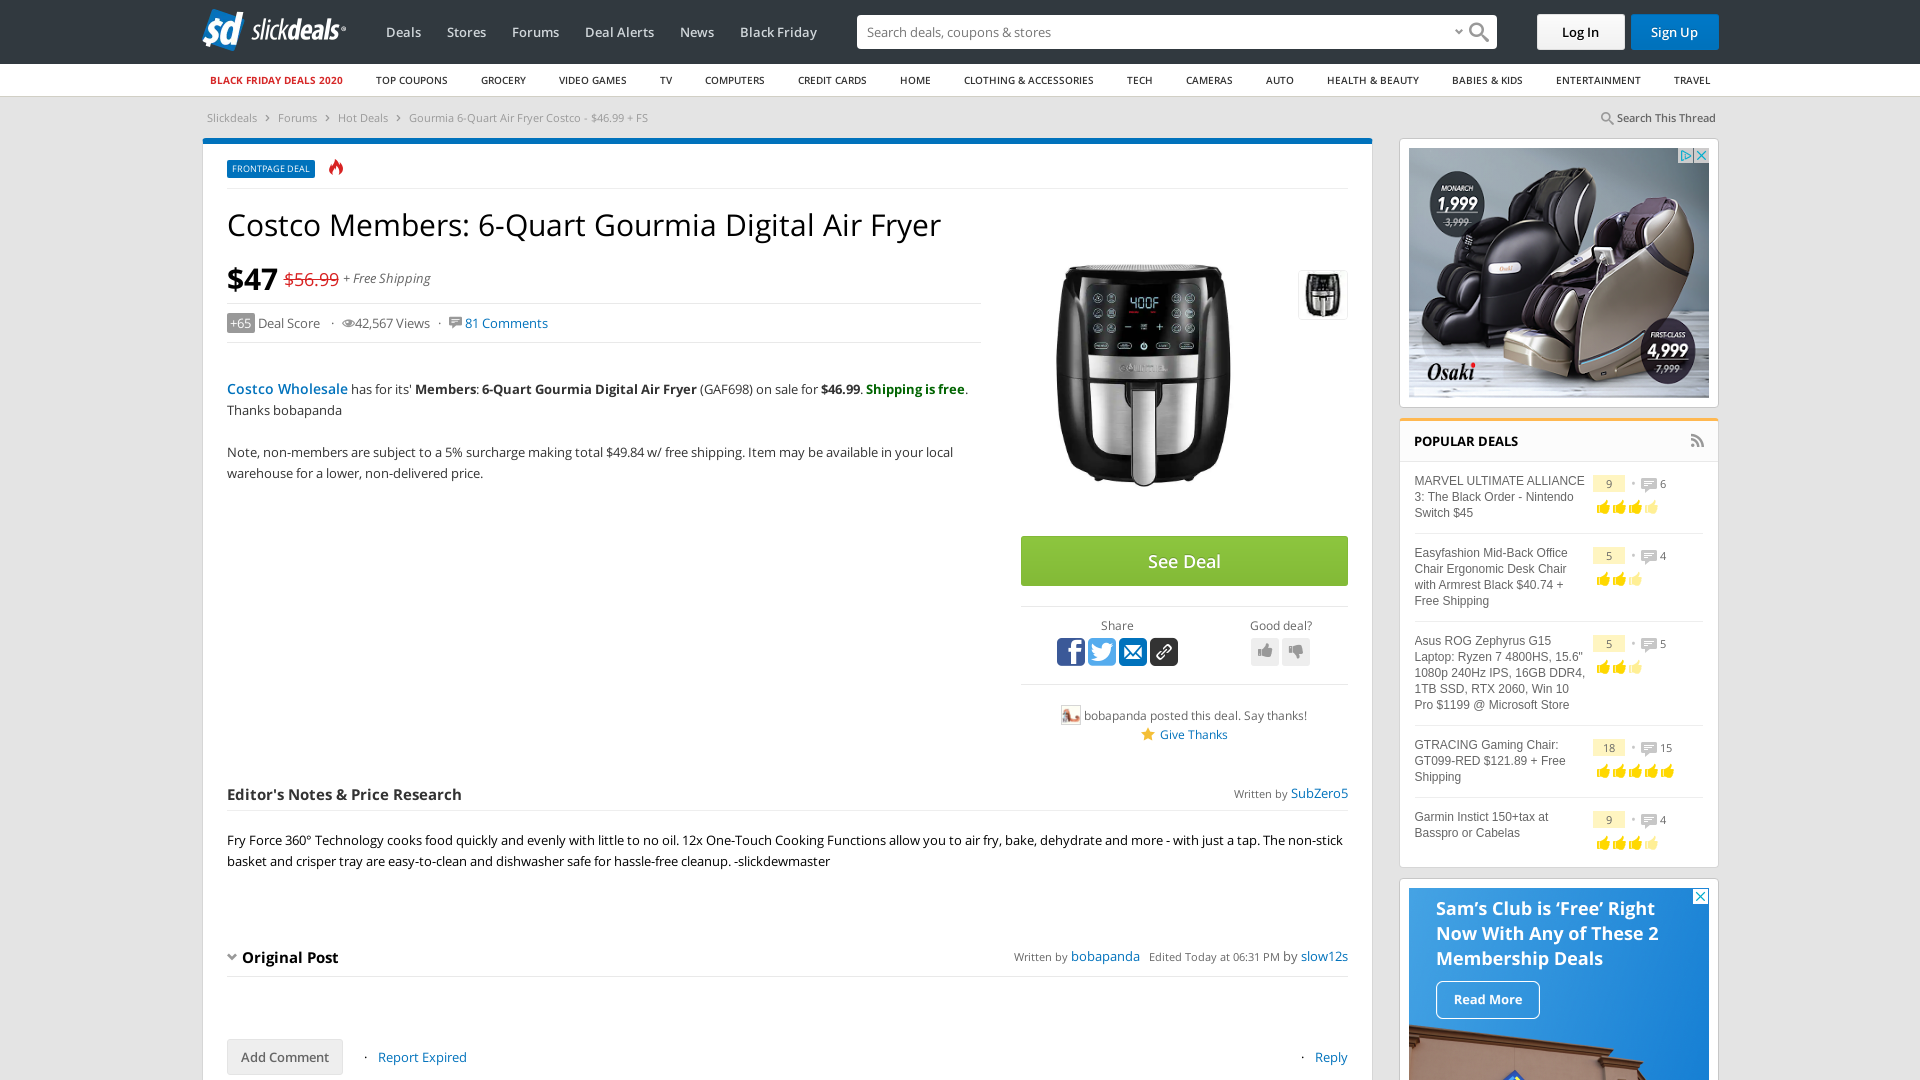 slickdeals
Deals
Stores
Forums
Deal Alerts
News
Black Friday
Search deals, coupons & stores
Log In
Sign Up
BLACK FRIDAY DEALS 2020
TOP COUPONS
GROCERY
VIDEO GAMES
TV
COMPUTERS
CREDIT CARDS
HOME
CLOTHING & ACCESSORIES
TECH
CAMERAS
AUTO
HEALTH & BEAUTY
BABIES & KIDS
ENTERTAINMENT
TRAVEL
Slickdeals > Forums > Hot Deals > Gourmia 6-Quart Air Fryer Costco - $46.99 + FS
Search This Thread
FRONTPAGE DEAL
Costco Members: 6-Quart Gourmia Digital Air Fryer
$47 $56.99 + Free Shipping
+65 Deal Score · 42,567 Views · 81 Comments
Costco Wholesale has for its' Members: 6-Quart Gourmia Digital Air Fryer (GAF698) on sale for $46.99. Shipping is free.
Thanks bobapanda
Note, non-members are subject to a 5% surcharge making total $49.84 w/ free shipping. Item may be available in your local
warehouse for a lower, non-delivered price.
400F
See Deal
Share
Good deal?
bobapanda posted this deal. Say thanks!
Give Thanks
Editor's Notes & Price Research
Written by SubZero5
Fry Force 360° Technology cooks food quickly and evenly with little to no oil. 12x One-Touch Cooking Functions allow you to air fry, bake, dehydrate and more - with just a tap. The non-stick
basket and crisper tray are easy-to-clean and dishwasher safe for hassle-free cleanup. -slickdewmaster
Original Post
Written by bobapanda Edited Today at 06:31 PM by slow12s
Add Comment
· Report Expired
· Reply
MONARCH
1,999
3,999
FIRST-CLASS
4,999
7,999
Osaki
POPULAR DEALS
MARVEL ULTIMATE ALLIANCE
3: The Black Order - Nintendo
Switch $45
9 • 6
Easyfashion Mid-Back Office
Chair Ergonomic Desk Chair
with Armrest Black $40.74 +
Free Shipping
5 • 4
Asus ROG Zephyrus G15
Laptop: Ryzen 7 4800HS, 15.6"
1080p 240Hz IPS, 16GB DDR4,
1TB SSD, RTX 2060, Win 10
Pro $1199 @ Microsoft Store
5 • 5
GTRACING Gaming Chair:
GT099-RED $121.89 + Free
Shipping
18 • 15
Garmin Instict 150+tax at
Basspro or Cabelas
9 • 4
Sam's Club is 'Free' Right
Now With Any of These 2
Membership Deals
Read More